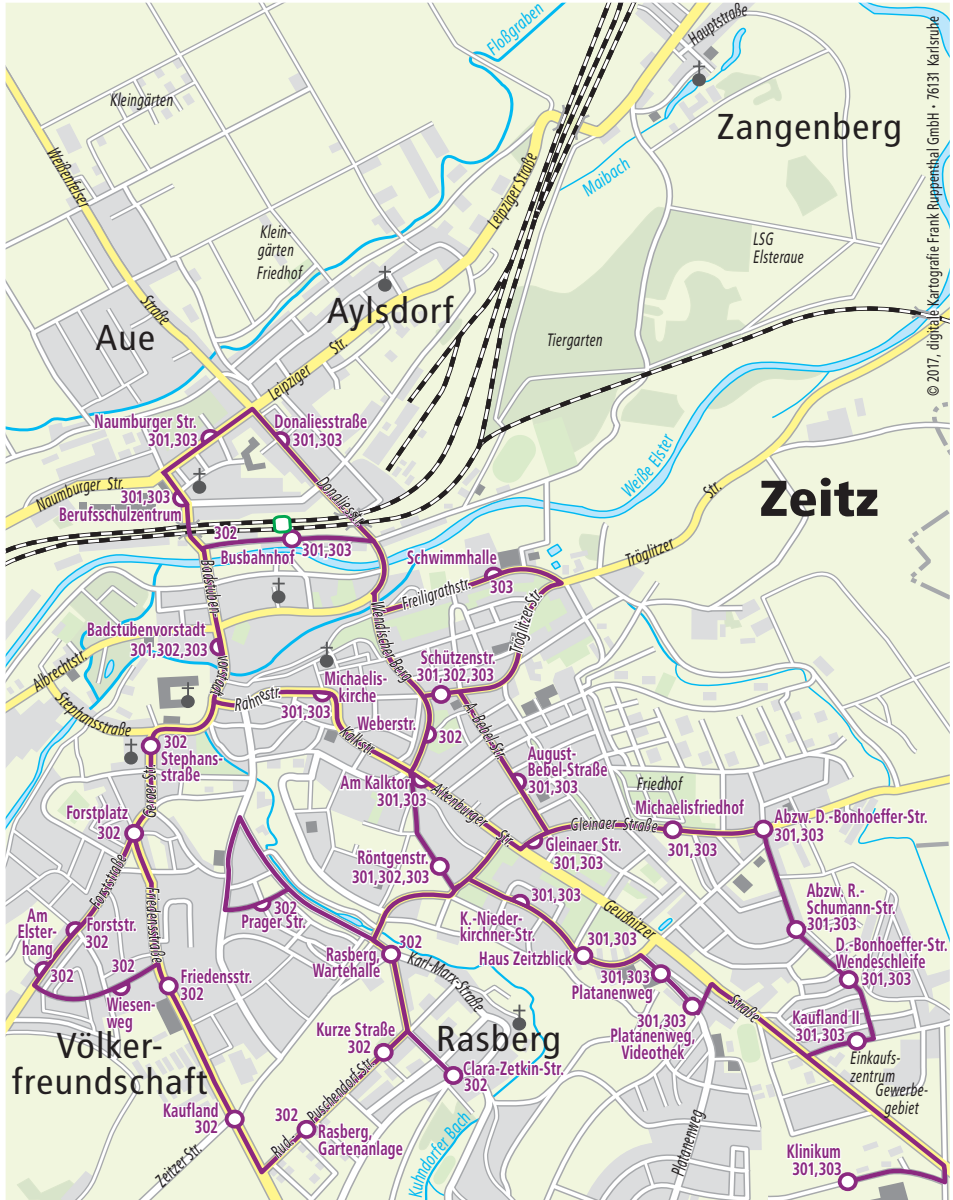 Floßgraben
Hauptstraße
Kleingärten
Zangenberg
© 2017, digitale Kartografie Frank Ruppenthal GmbH • 76131 Karlsruhe
Weißenfelser
Straße
Maibach
Leipziger Straße
Klein-
gärten
Friedhof
LSG
Elsteraue
Aylsdorf
Aue
Tiergarten
Leipziger Str.
Naumburger Str.
301,303
Donaliesstraße
301,303
Weiße Elster
Naumburger Str.
301,303
Berufsschulzentrum
Donaliesstr.
Str.
Zeitz
302
Busbahnhof
301,303
Schwimmhalle
303
Tröglitzer
Badstuben-
vorst.
Freiligrathstr.
Wendischer Berg
Tröglitzer Str.
Badstubenvorstadt
301,302,303
Albrechtstr.
Schützenstr.
301,302,303
Michaelis-
kirche
301,303
Rahnestr.
Stephansstraße
Weberstr.
302
A.-Bebel-Str.
Kalkstr.
302
Stephans-
straße
Geraer Str.
August-
Bebel-Straße
301,303
Am Kalktor
301,303
Friedhof
Altenburger Str.
Michaelisfriedhof
301,303
Forstplatz
302
Gleinaer Straße
Abzw. D.-Bonhoeffer-Str.
301,303
Gleinaer Str.
301,303
Röntgenstr.
301,302,303
Forststraße
Friedensstraße
302
Prager Str.
301,303
K.-Nieder-
kirchner-Str.
Geußnitzer
Straße
Abzw. R.-
Schumann-Str.
301,303
Am
Elster-
hang
302
Forststr.
302
302
Wiesen-
weg
Friedensstr.
302
302
Rasberg,
Wartehalle
Karl-Marx-Straße
301,303
Haus Zeitzblick
D.-Bonhoeffer-Str.
Wendeschleife
301,303
301,303
Platanenweg
301,303
Platanenweg,
Videothek
Kaufland II
301,303
Einkaufs-
zentrum
Gewerbe-
gebiet
Völker-
freundschaft
Kurze Straße
302
Rasberg
Clara-Zetkin-Str.
302
Kaufland
302
Rud.-Puschendorf-Str.
302
Rasberg,
Gartenanlage
Zeitzer Str.
Kuhndorfer Bach
Platanenweg
Klinikum
301,303